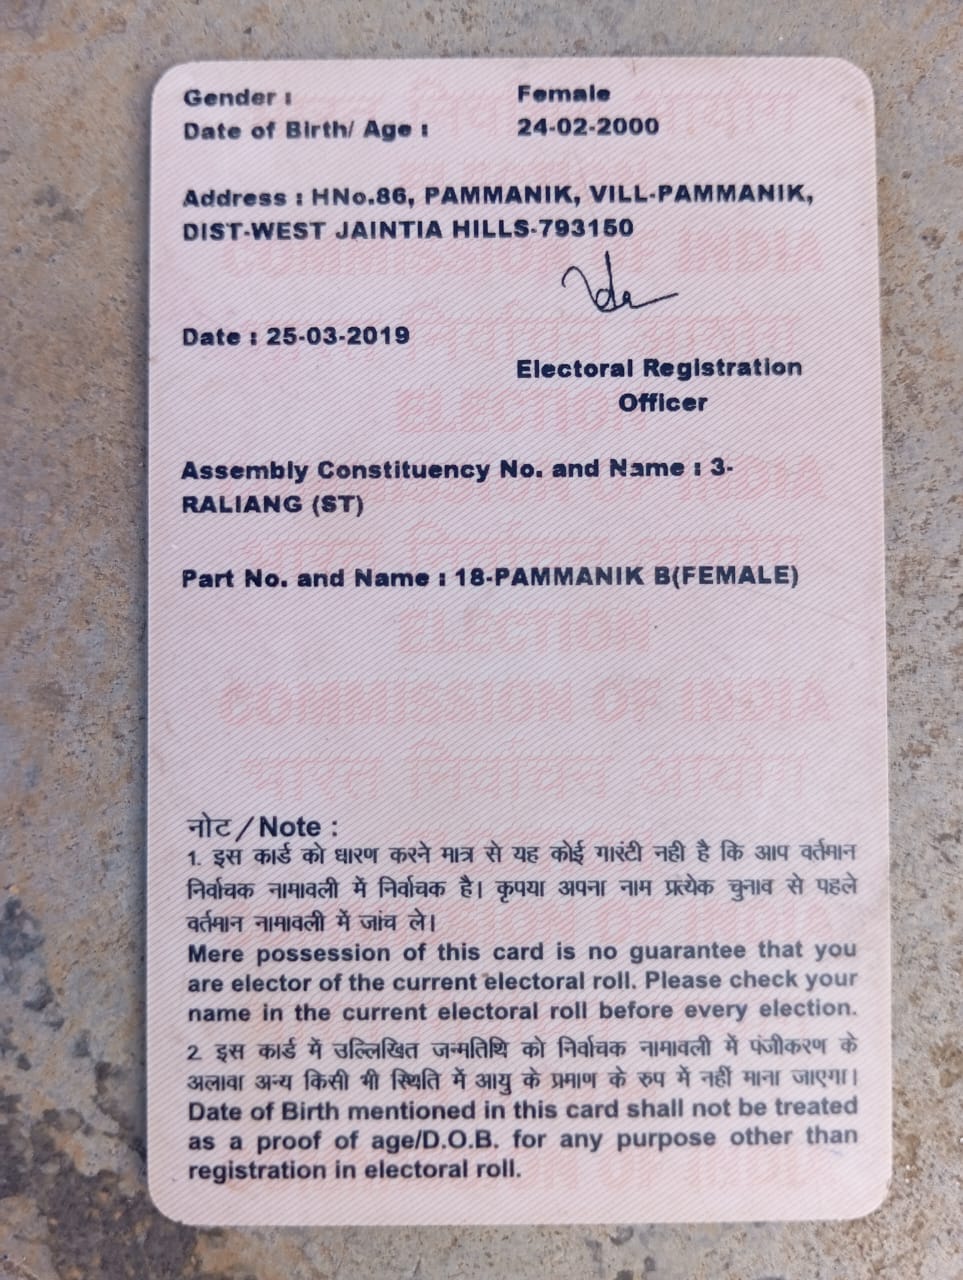 Gender : Female
Date of Birth/ Age : 24-02-2000
Address : HNo.86, PAMMANIK, VILL-PAMMANIK,
DIST-WEST JAINTIA HILLS-793150
Date : 25-03-2019
Electoral Registration
Officer
Assembly Constituency No. and Name : 3-
RALIANG (ST)
Part No. and Name : 18-PAMMANIK B(FEMALE)
ELECTION
COMMISSION OF INDIA
नोट / Note :
1. इस कार्ड को धारण करने मात्र से यह कोई गारंटी नही है कि आप वर्तमान
निर्वाचक नामावली में निर्वाचक है। कृपया अपना नाम प्रत्येक चुनाव से पहले
वर्तमान नामावली में जांच ले।
Mere possession of this card is no guarantee that you
are elector of the current electoral roll. Please check your
name in the current electoral roll before every election.
2. इस कार्ड में उल्लिखित जन्मतिथि को निर्वाचक नामावली में पंजीकरण के
अलावा अन्य किसी भी स्थिति में आयु के प्रमाण के रुप में नहीं माना जाएगा।
Date of Birth mentioned in this card shall not be treated
as a proof of age/D.O.B. for any purpose other than
registration in electoral roll.